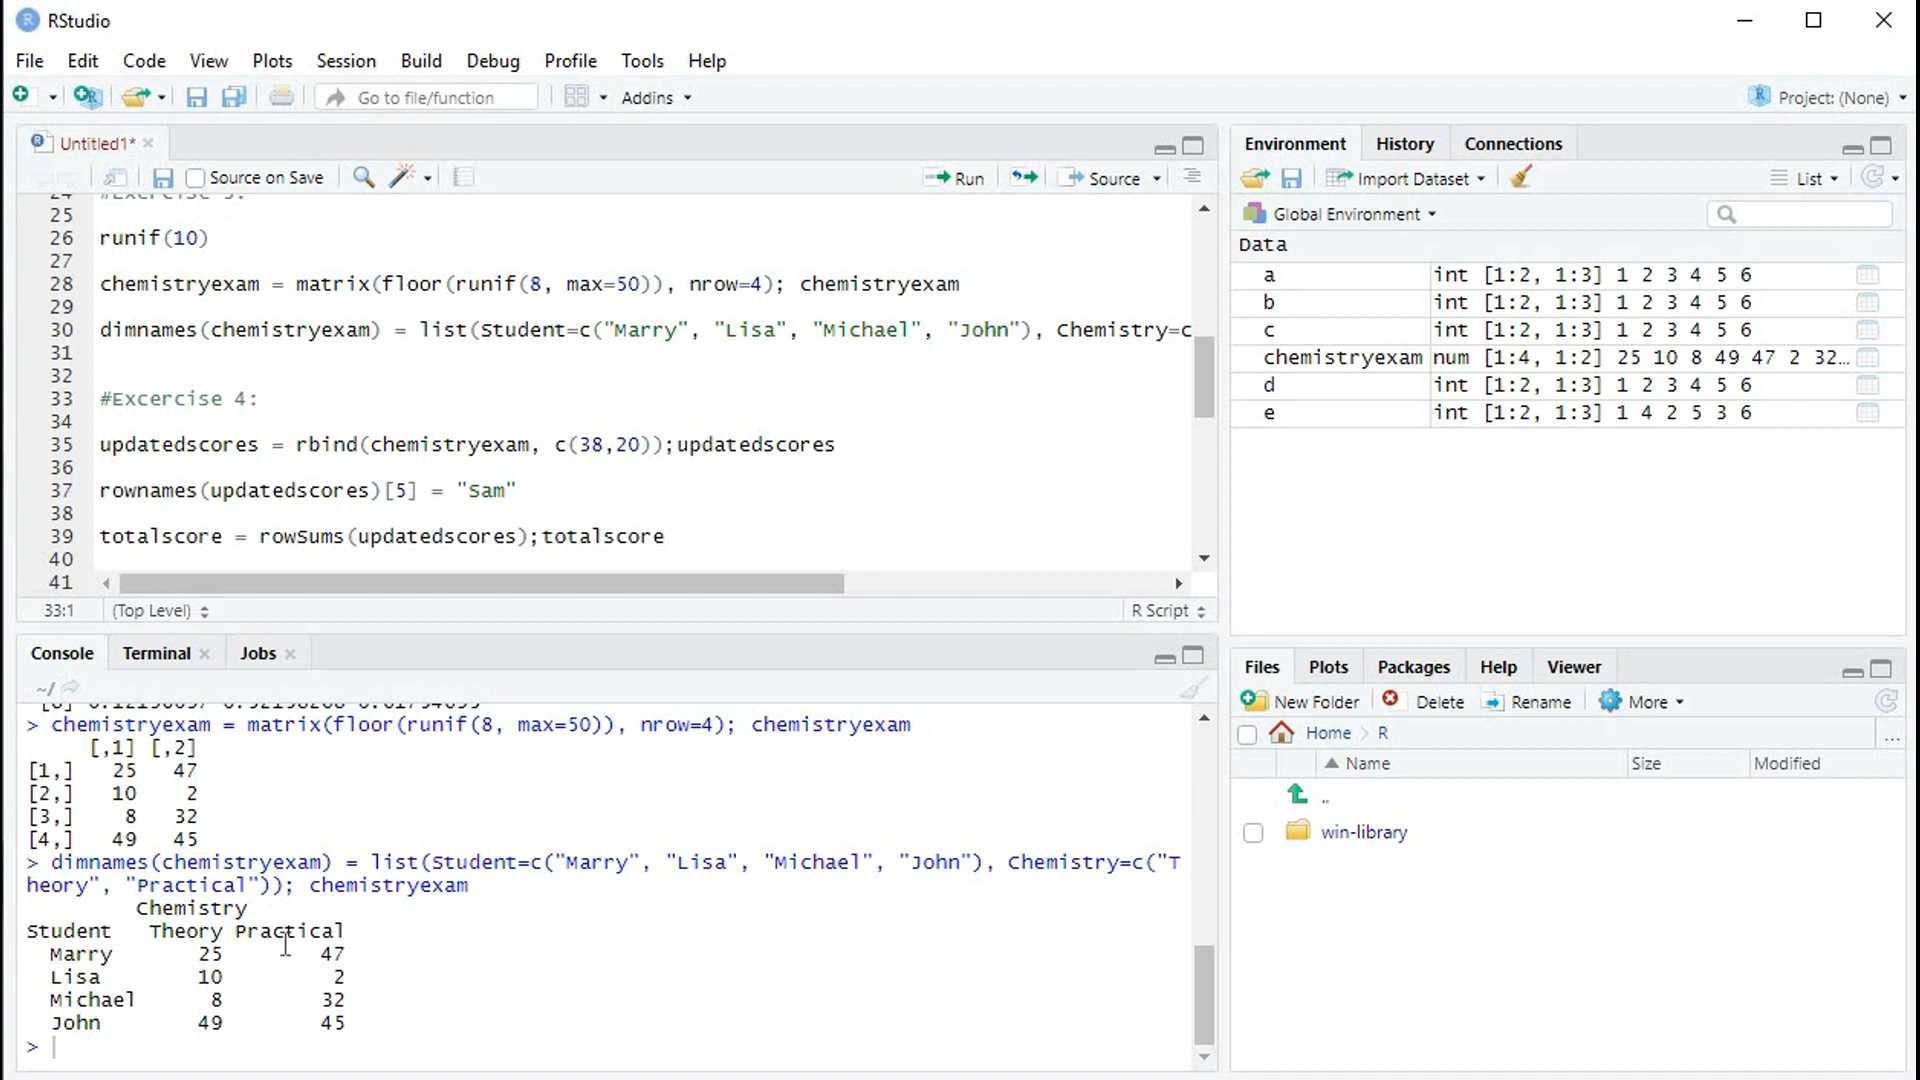 RStudio
File Edit Code View Plots Session Build Debug Profile Tools Help
Go to file/function Addins Project: (None)
Untitled1*
Source on Save Run Source
25
26 runif(10)
27
28 chemistryexam = matrix(floor(runif(8, max=50)), nrow=4); chemistryexam
29
30 dimnames(chemistryexam) = list(Student=c("Marry", "Lisa", "Michael", "John"), Chemistry=c
31
32
33 #Excercise 4:
34
35 updatedscores = rbind(chemistryexam, c(38,20));updatedscores
36
37 rownames(updatedscores)[5] = "Sam"
38
39 totalscore = rowSums(updatedscores);totalscore
40
41
33:1 (Top Level) R Script
Console Terminal Jobs
~/
> chemistryexam = matrix(floor(runif(8, max=50)), nrow=4); chemistryexam
[,1] [,2]
[1,] 25 47
[2,] 10 2
[3,] 8 32
[4,] 49 45
> dimnames(chemistryexam) = list(Student=c("Marry", "Lisa", "Michael", "John"), Chemistry=c("T
heory", "Practical")); chemistryexam
Chemistry
Student Theory Practical
Marry 25 47
Lisa 10 2
Michael 8 32
John 49 45
>
Environment History Connections
Import Dataset List
Global Environment
Data
a int [1:2, 1:3] 1 2 3 4 5 6
b int [1:2, 1:3] 1 2 3 4 5 6
c int [1:2, 1:3] 1 2 3 4 5 6
chemistryexam num [1:4, 1:2] 25 10 8 49 47 2 32...
d int [1:2, 1:3] 1 2 3 4 5 6
e int [1:2, 1:3] 1 4 2 5 3 6
Files Plots Packages Help Viewer
New Folder Delete Rename More
Home R ...
Name Size Modified
..
win-library